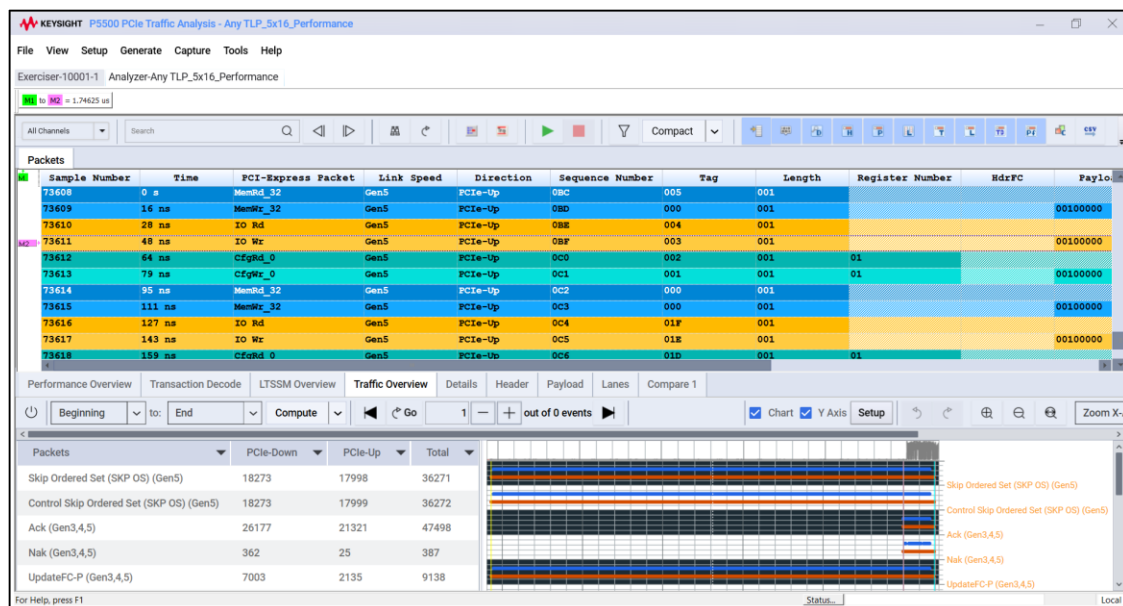 KEYSIGHT P5500 PCIe Traffic Analysis - Any TLP_5x16_Performance
File View Setup Generate Capture Tools Help
Exerciser-10001-1 Analyzer-Any TLP_5x16_Performance
M1 to M2 = 1.74625 us
All Channels Search Compact
Packets
Sample Number Time PCI-Express Packet Link Speed Direction Sequence Number Tag Length Register Number HdrFC Paylo
73608 0 s MemRd_32 Gen5 PCIe-Up 0BC 005 001
73609 16 ns MemWr_32 Gen5 PCIe-Up 0BD 000 001 00100000
73610 28 ns IO Rd Gen5 PCIe-Up 0BE 004 001
M2 73611 48 ns IO Wr Gen5 PCIe-Up 0BF 003 001 00100000
73612 64 ns CfgRd_0 Gen5 PCIe-Up 0C0 002 001 01
73613 79 ns CfgWr_0 Gen5 PCIe-Up 0C1 001 001 01 00100000
73614 95 ns MemRd_32 Gen5 PCIe-Up 0C2 000 001
73615 111 ns MemWr_32 Gen5 PCIe-Up 0C3 000 001 00100000
73616 127 ns IO Rd Gen5 PCIe-Up 0C4 01F 001
73617 143 ns IO Wr Gen5 PCIe-Up 0C5 01E 001 00100000
73618 159 ns CfgRd_0 Gen5 PCIe-Up 0C6 01D 001 01
Performance Overview Transaction Decode LTSSM Overview Traffic Overview Details Header Payload Lanes Compare 1
Beginning to: End Compute Go 1 out of 0 events Chart Y Axis Setup Zoom X-
Packets PCIe-Down PCIe-Up Total
Skip Ordered Set (SKP OS) (Gen5) 18273 17998 36271
Control Skip Ordered Set (SKP OS) (Gen5) 18273 17999 36272
Ack (Gen3,4,5) 26177 21321 47498
Nak (Gen3,4,5) 362 25 387
UpdateFC-P (Gen3,4,5) 7003 2135 9138
Skip Ordered Set (SKP OS) (Gen5)
Control Skip Ordered Set (SKP OS) (Gen5)
Ack (Gen3,4,5)
Nak (Gen3,4,5)
UpdateFC-P (Gen3,4,5)
For Help, press F1 Status... Local